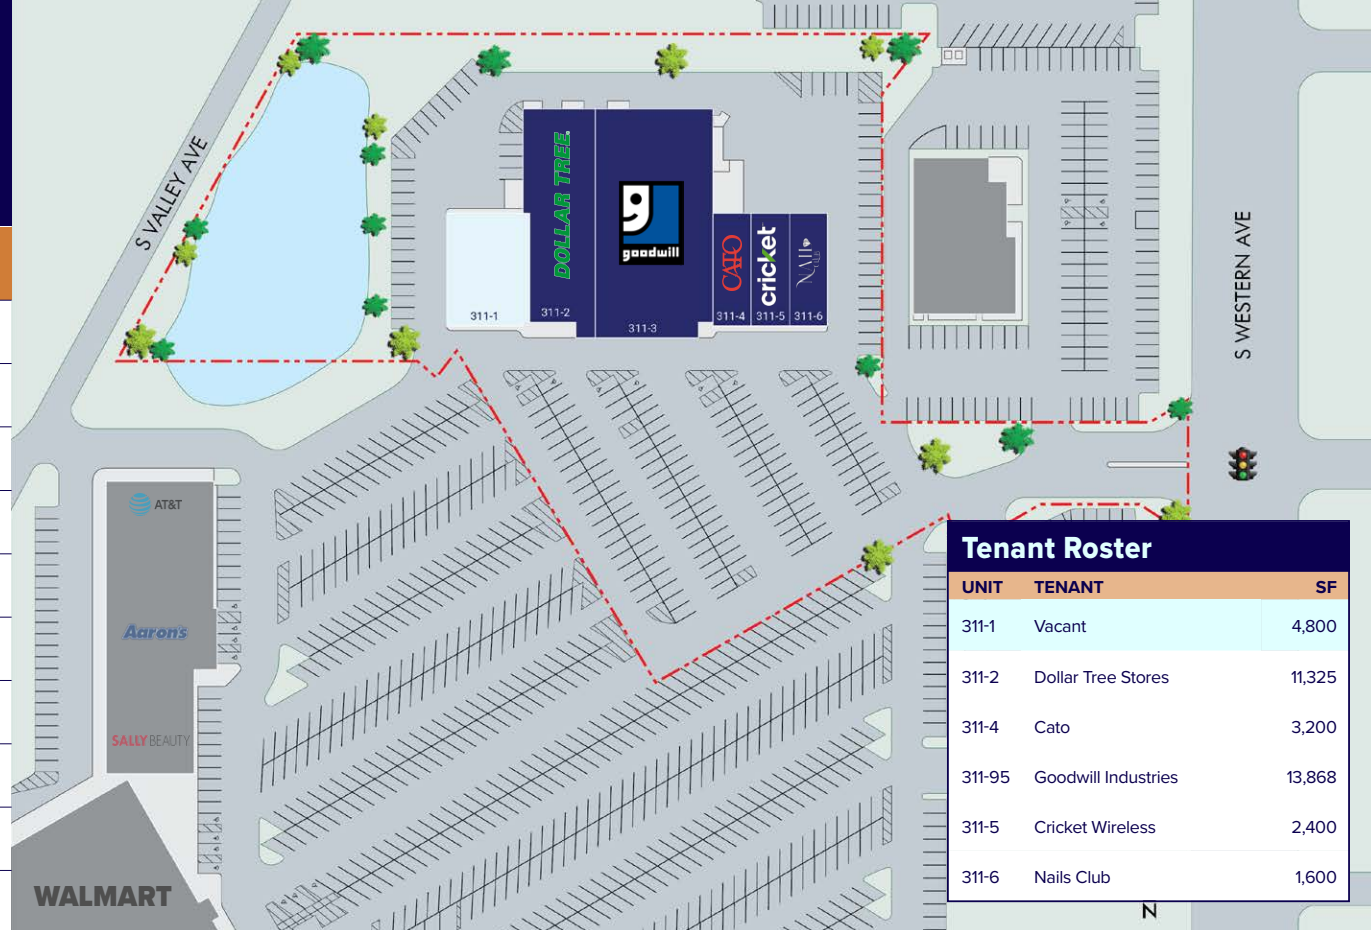 S VALLEY AVE
DOLLAR TREE
goodwill
CATO
cricket
NAILS
311-1
311-2
311-3
311-4
311-5
311-6
S WESTERN AVE
AT&T
Aaron's
SALLY BEAUTY
WALMART
Tenant Roster
UNIT TENANT SF
311-1 Vacant 4,800
311-2 Dollar Tree Stores 11,325
311-4 Cato 3,200
311-95 Goodwill Industries 13,868
311-5 Cricket Wireless 2,400
311-6 Nails Club 1,600
N